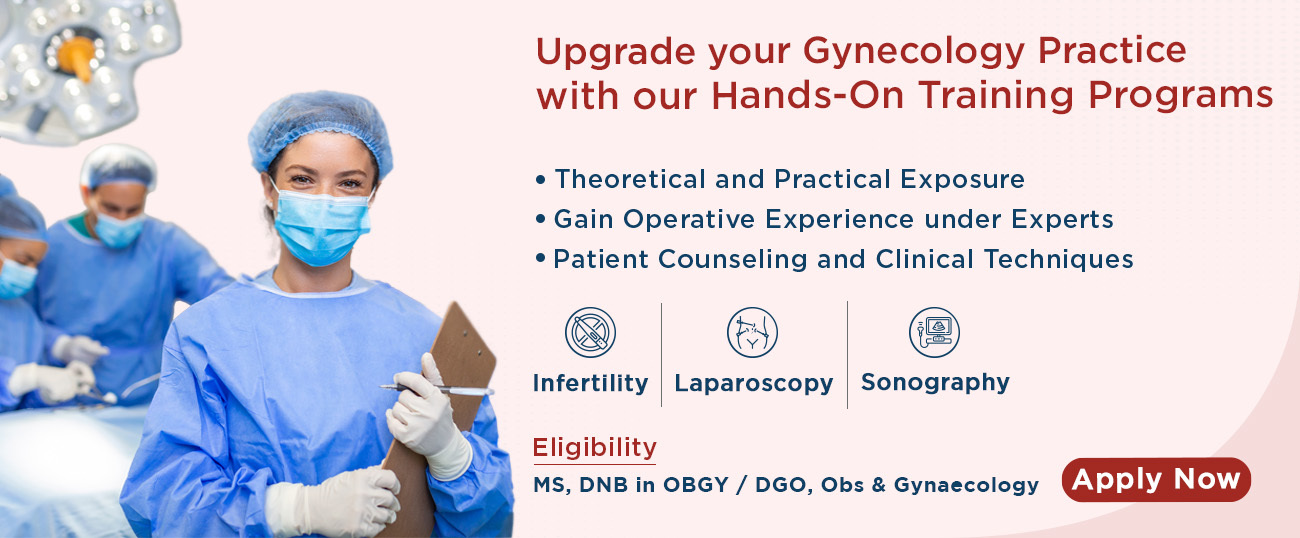 Upgrade your Gynecology Practice
with our Hands-On Training Programs
• Theoretical and Practical Exposure
• Gain Operative Experience under Experts
• Patient Counseling and Clinical Techniques
Infertility
Laparoscopy
Sonography
Eligibility
MS, DNB in OBGY / DGO, Obs & Gynaecology
Apply Now